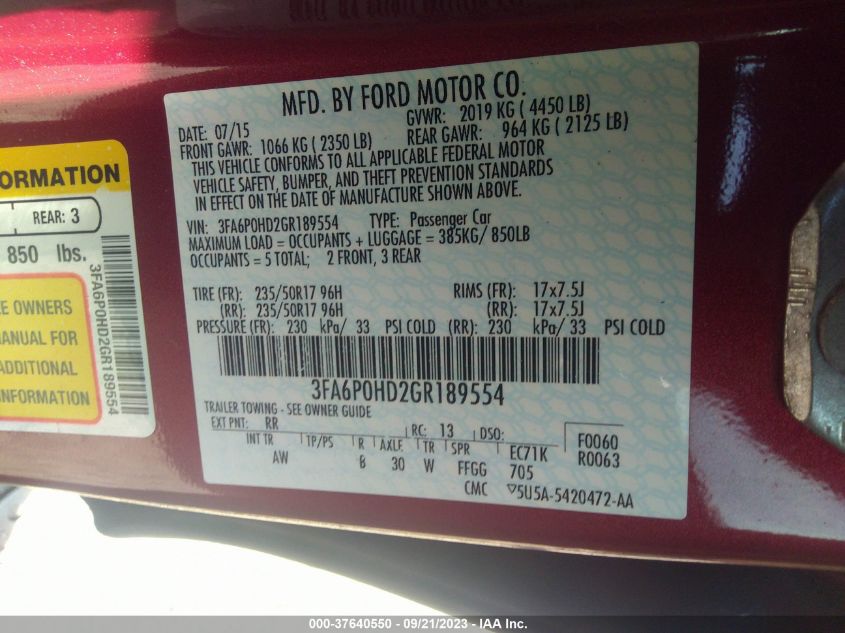 MFD. BY FORD MOTOR CO.
DATE: 07/15 GVWR: 2019 KG ( 4450 LB)
FRONT GAWR: 1066 KG ( 2350 LB) REAR GAWR: 964 KG ( 2125 LB)
THIS VEHICLE CONFORMS TO ALL APPLICABLE FEDERAL MOTOR
VEHICLE SAFETY, BUMPER, AND THEFT PREVENTION STANDARDS
IN EFFECT ON THE DATE OF MANUFACTURE SHOWN ABOVE.
VIN: 3FA6P0HD2GR189554 TYPE: Passenger Car
MAXIMUM LOAD = OCCUPANTS + LUGGAGE = 385KG/ 850LB
OCCUPANTS = 5 TOTAL; 2 FRONT, 3 REAR
TIRE (FR): 235/50R17 96H RIMS (FR): 17x7.5J
(RR): 235/50R17 96H (RR): 17x7.5J
PRESSURE (FR): 230 kPa/ 33 PSI COLD (RR): 230 kPa/ 33 PSI COLD
3FA6P0HD2GR189554
TRAILER TOWING - SEE OWNER GUIDE
EXT PNT: RR RC: 13 DSO: F0060
INT TR TP/PS R AXLE TR SPR EC71K R0063
AW B 30 W FFGG 705
CMC ▽5U5A-5420472-AA
ORMATION
REAR: 3
850 lbs.
3FA6P0HD2GR189554
E OWNERS
MANUAL FOR
ADDITIONAL
INFORMATION
000-37640550 - 09/21/2023 - IAA Inc.